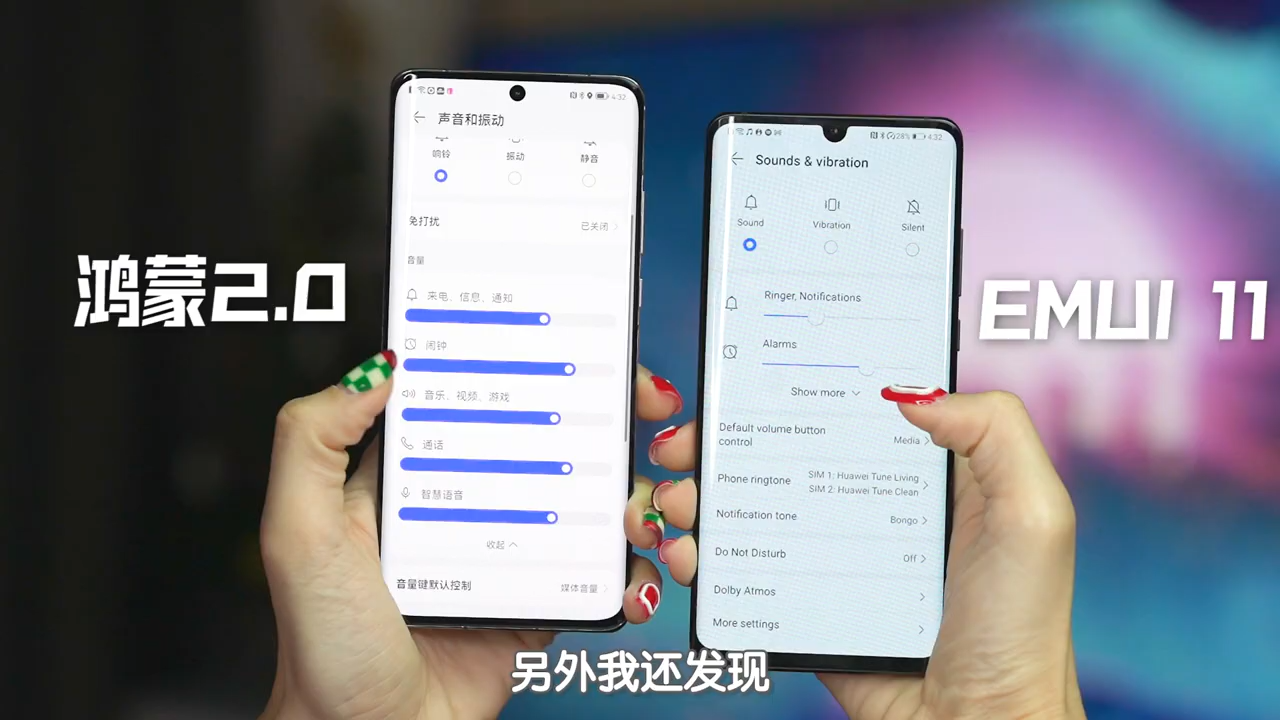 鸿蒙2.0
4:32
声音和振动
响铃
振动
静音
免打扰
已关闭
音量
来电、信息、通知
闹钟
音乐、视频、游戏
通话
智慧语音
收起
音量键默认控制
媒体音量
28%
4:32
Sounds & vibration
Sound
Vibration
Silent
Ringer, Notifications
Alarms
Show more
Default volume button
control
Media
Phone ringtone
SIM 1: Huawei Tune Living
SIM 2: Huawei Tune Clean
Notification tone
Bongo
Do Not Disturb
Off
Dolby Atmos
More settings
EMUI 11
另外我还发现